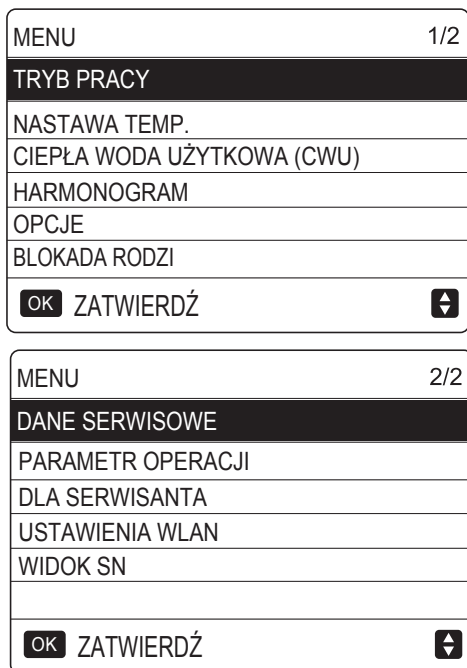 MENU 1/2
TRYB PRACY
NASTAWA TEMP.
CIEPŁA WODA UŻYTKOWA (CWU)
HARMONOGRAM
OPCJE
BLOKADA RODZI
OK ZATWIERDŹ
MENU 2/2
DANE SERWISOWE
PARAMETR OPERACJI
DLA SERWISANTA
USTAWIENIA WLAN
WIDOK SN
OK ZATWIERDŹ